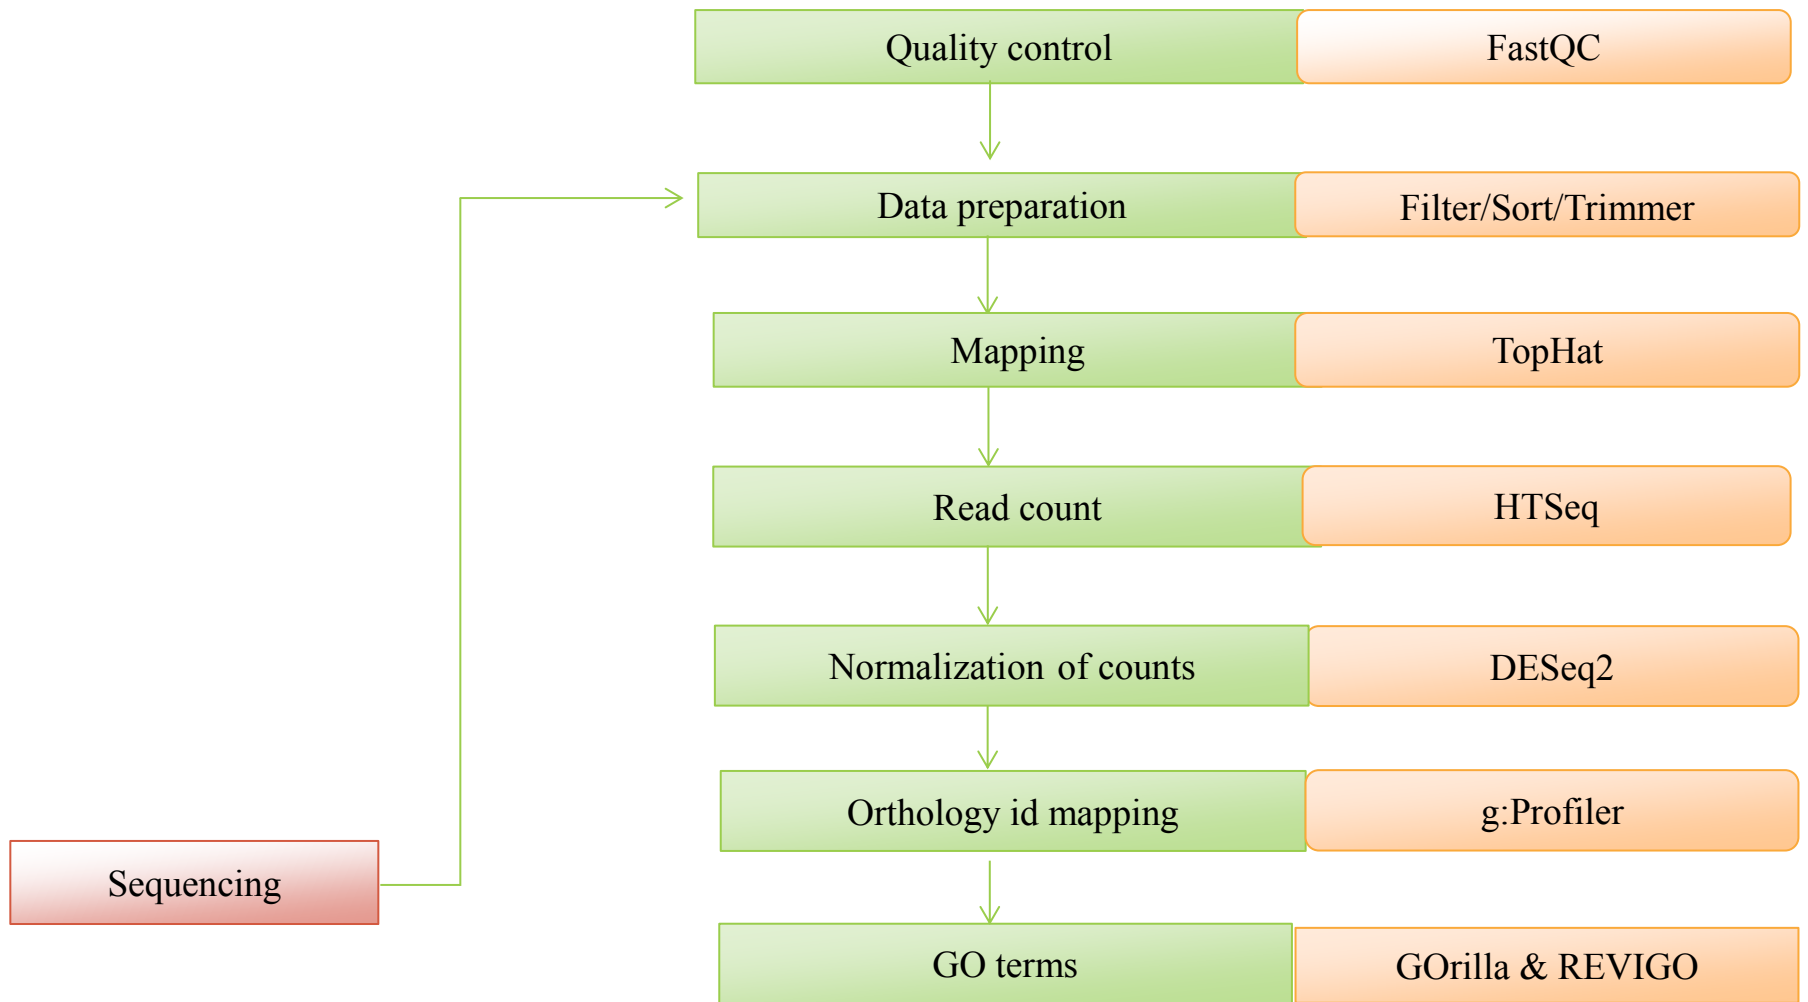 Quality control
FastQC
Data preparation
Filter/Sort/Trimmer
Mapping
TopHat
Read count
HTSeq
Normalization of counts
DESeq2
Orthology id mapping
g:Profiler
Sequencing
GO terms
GOrilla & REVIGO